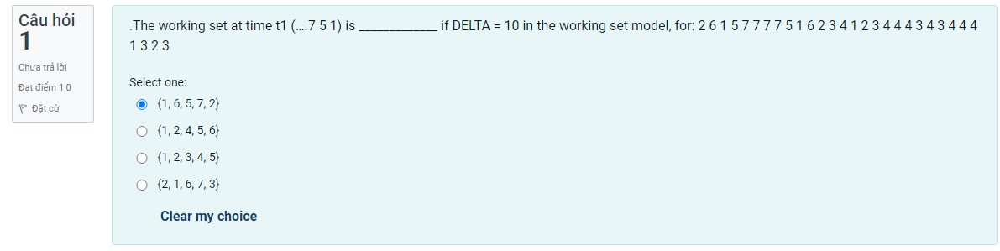 Câu hỏi
1
Chưa trả lời
Đạt điểm 1,0
Đặt cờ
.The working set at time t1 (....7 5 1) is _____________ if DELTA = 10 in the working set model, for: 2 6 1 5 7 7 7 7 5 1 6 2 3 4 1 2 3 4 4 4 3 4 3 4 4 4
1 3 2 3
Select one:
{1, 6, 5, 7, 2}
{1, 2, 4, 5, 6}
{1, 2, 3, 4, 5}
{2, 1, 6, 7, 3}
Clear my choice